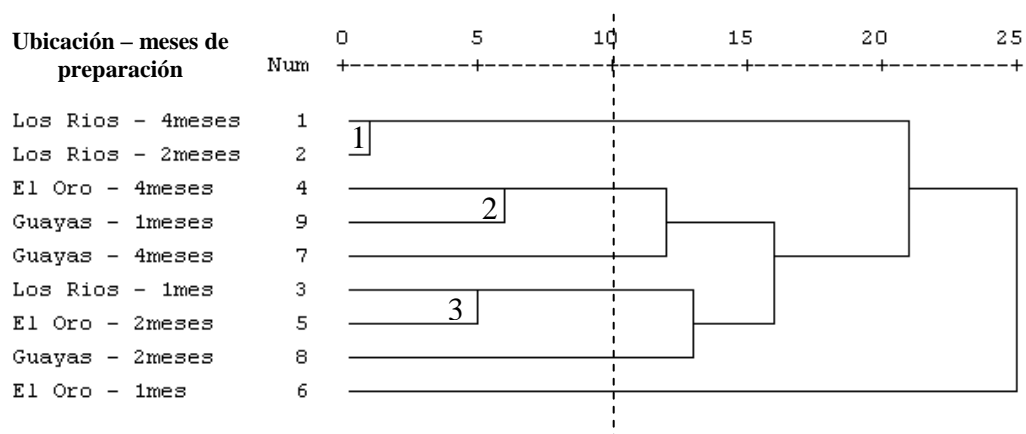 Ubicación – meses de
preparación
0 5 10 15 20 25
Num
Los Rios - 4meses 1
1
Los Rios - 2meses 2
El Oro - 4meses 4
2
Guayas - 1meses 9
Guayas - 4meses 7
Los Rios - 1mes 3
3
El Oro - 2meses 5
Guayas - 2meses 8
El Oro - 1mes 6